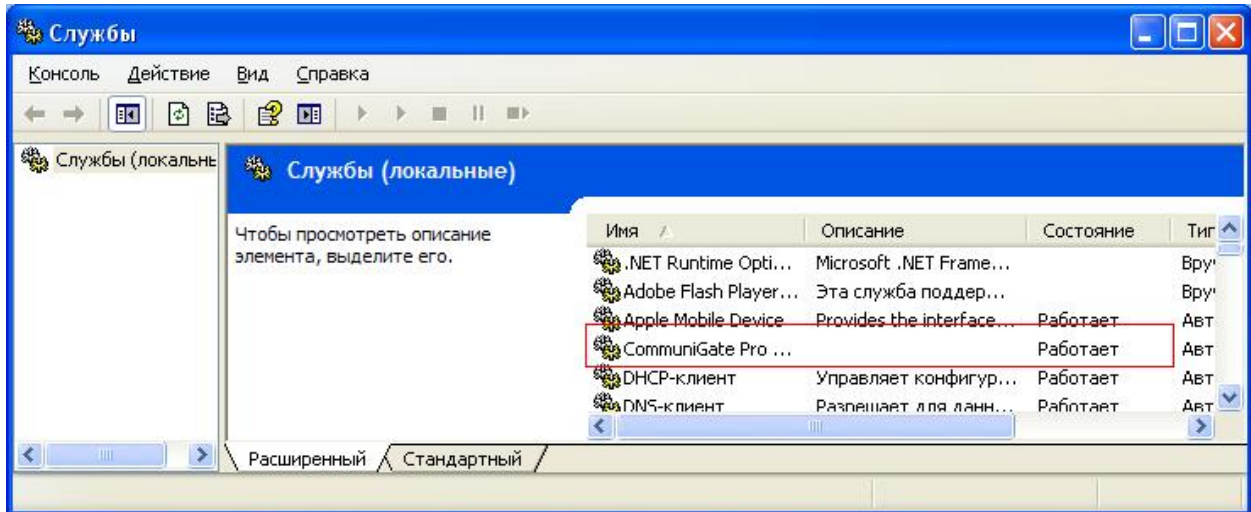 Службы
Консоль Действие Вид Справка
Службы (локальны
Службы (локальные)
Чтобы просмотреть описание
элемента, выделите его.
Имя Описание Состояние Тип
.NET Runtime Opti... Microsoft .NET Frame... Вруч
Adobe Flash Player... Эта служба поддер... Вруч
Apple Mobile Device Provides the interface... Работает Авт
CommuniGate Pro ... Работает Авт
DHCP-клиент Управляет конфигур... Работает Авт
DNS-клиент Разрешает для данн... Работает Авт
Расширенный Стандартный